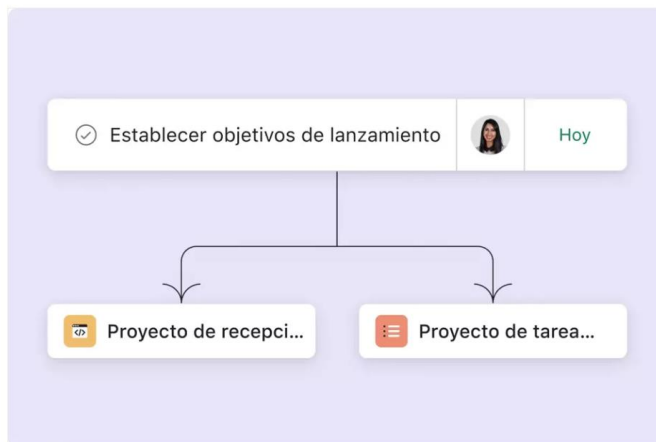 Establecer objetivos de lanzamiento
Hoy
Proyecto de recepci...
Proyecto de tarea...